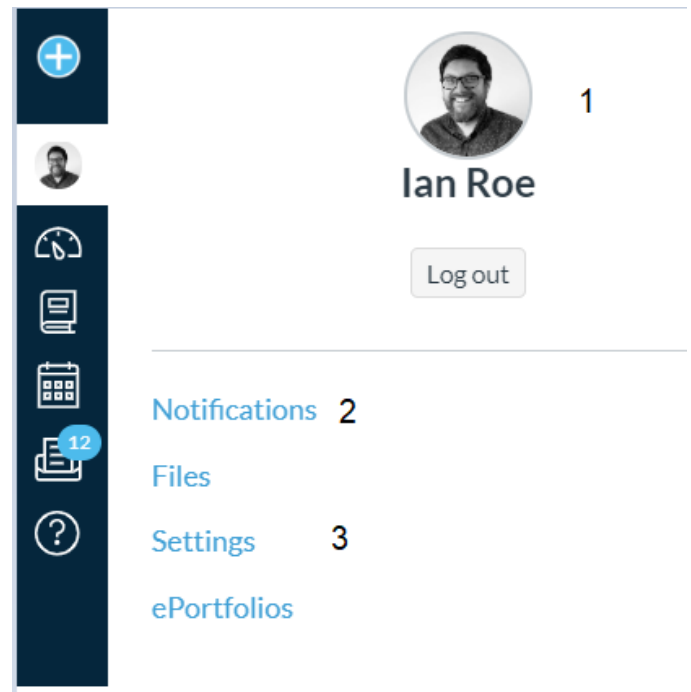 1
Ian Roe
Log out
Notifications 2
12
Files
?
Settings 3
ePortfolios